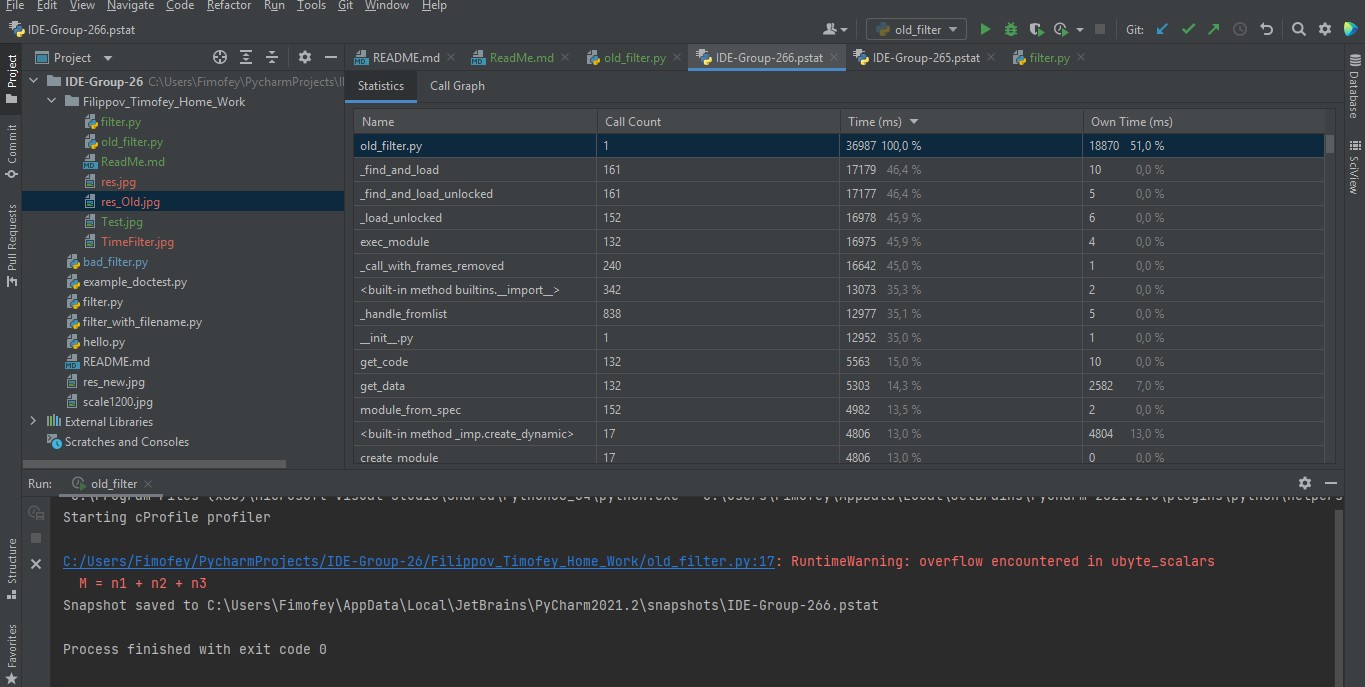 File Edit View Navigate Code Refactor Run Tools Git Window Help
IDE-Group-266.pstat old_filter Git:
Project
README.md ReadMe.md old_filter.py IDE-Group-266.pstat IDE-Group-265.pstat filter.py
Project
Commit
Pull Requests
Structure
Favorites
IDE-Group-26 C:\Users\Fimofey\PycharmProjects\I
Filippov_Timofey_Home_Work
filter.py
old_filter.py
ReadMe.md
res.jpg
res_Old.jpg
Test.jpg
TimeFilter.jpg
bad_filter.py
example_doctest.py
filter.py
filter_with_filename.py
hello.py
README.md
res_new.jpg
scale1200.jpg
External Libraries
Scratches and Consoles
Statistics Call Graph
Name Call Count Time (ms) Own Time (ms)
old_filter.py 1 36987 100,0 % 18870 51,0 %
_find_and_load 161 17179 46,4 % 10 0,0 %
_find_and_load_unlocked 161 17177 46,4 % 5 0,0 %
_load_unlocked 152 16978 45,9 % 6 0,0 %
exec_module 132 16975 45,9 % 4 0,0 %
_call_with_frames_removed 240 16642 45,0 % 1 0,0 %
<built-in method builtins.__import__> 342 13073 35,3 % 2 0,0 %
_handle_fromlist 838 12977 35,1 % 5 0,0 %
__init__.py 1 12952 35,0 % 1 0,0 %
get_code 132 5563 15,0 % 10 0,0 %
get_data 132 5303 14,3 % 2582 7,0 %
module_from_spec 152 4982 13,5 % 2 0,0 %
<built-in method _imp.create_dynamic> 17 4806 13,0 % 4804 13,0 %
create_module 17 4806 13,0 % 0 0,0 %
Database
SciView
Run: old_filter
Starting cProfile profiler
C:/Users/Fimofey/PycharmProjects/IDE-Group-26/Filippov_Timofey_Home_Work/old_filter.py:17: RuntimeWarning: overflow encountered in ubyte_scalars
M = n1 + n2 + n3
Snapshot saved to C:\Users\Fimofey\AppData\Local\JetBrains\PyCharm2021.2\snapshots\IDE-Group-266.pstat
Process finished with exit code 0